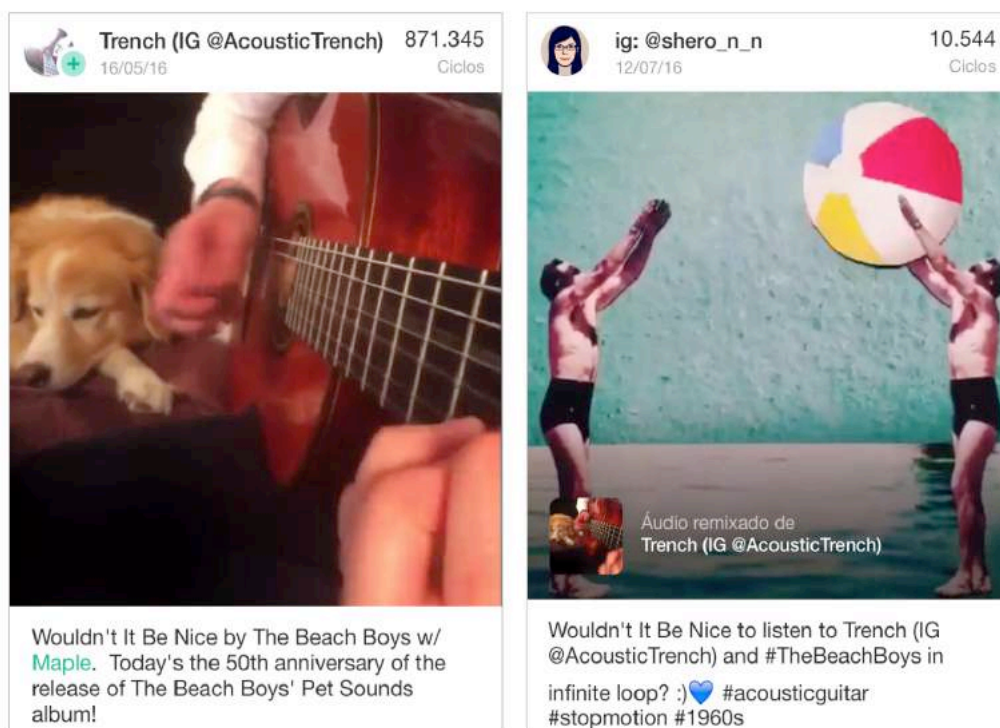 Trench (IG @AcousticTrench) 871.345
16/05/16 Ciclos
Wouldn't It Be Nice by The Beach Boys w/
Maple. Today's the 50th anniversary of the
release of The Beach Boys' Pet Sounds
album!
ig: @shero_n_n 10.544
12/07/16 Ciclos
Áudio remixado de
Trench (IG @AcousticTrench)
Wouldn't It Be Nice to listen to Trench (IG
@AcousticTrench) and #TheBeachBoys in
infinite loop? :)💙 #acousticguitar
#stopmotion #1960s